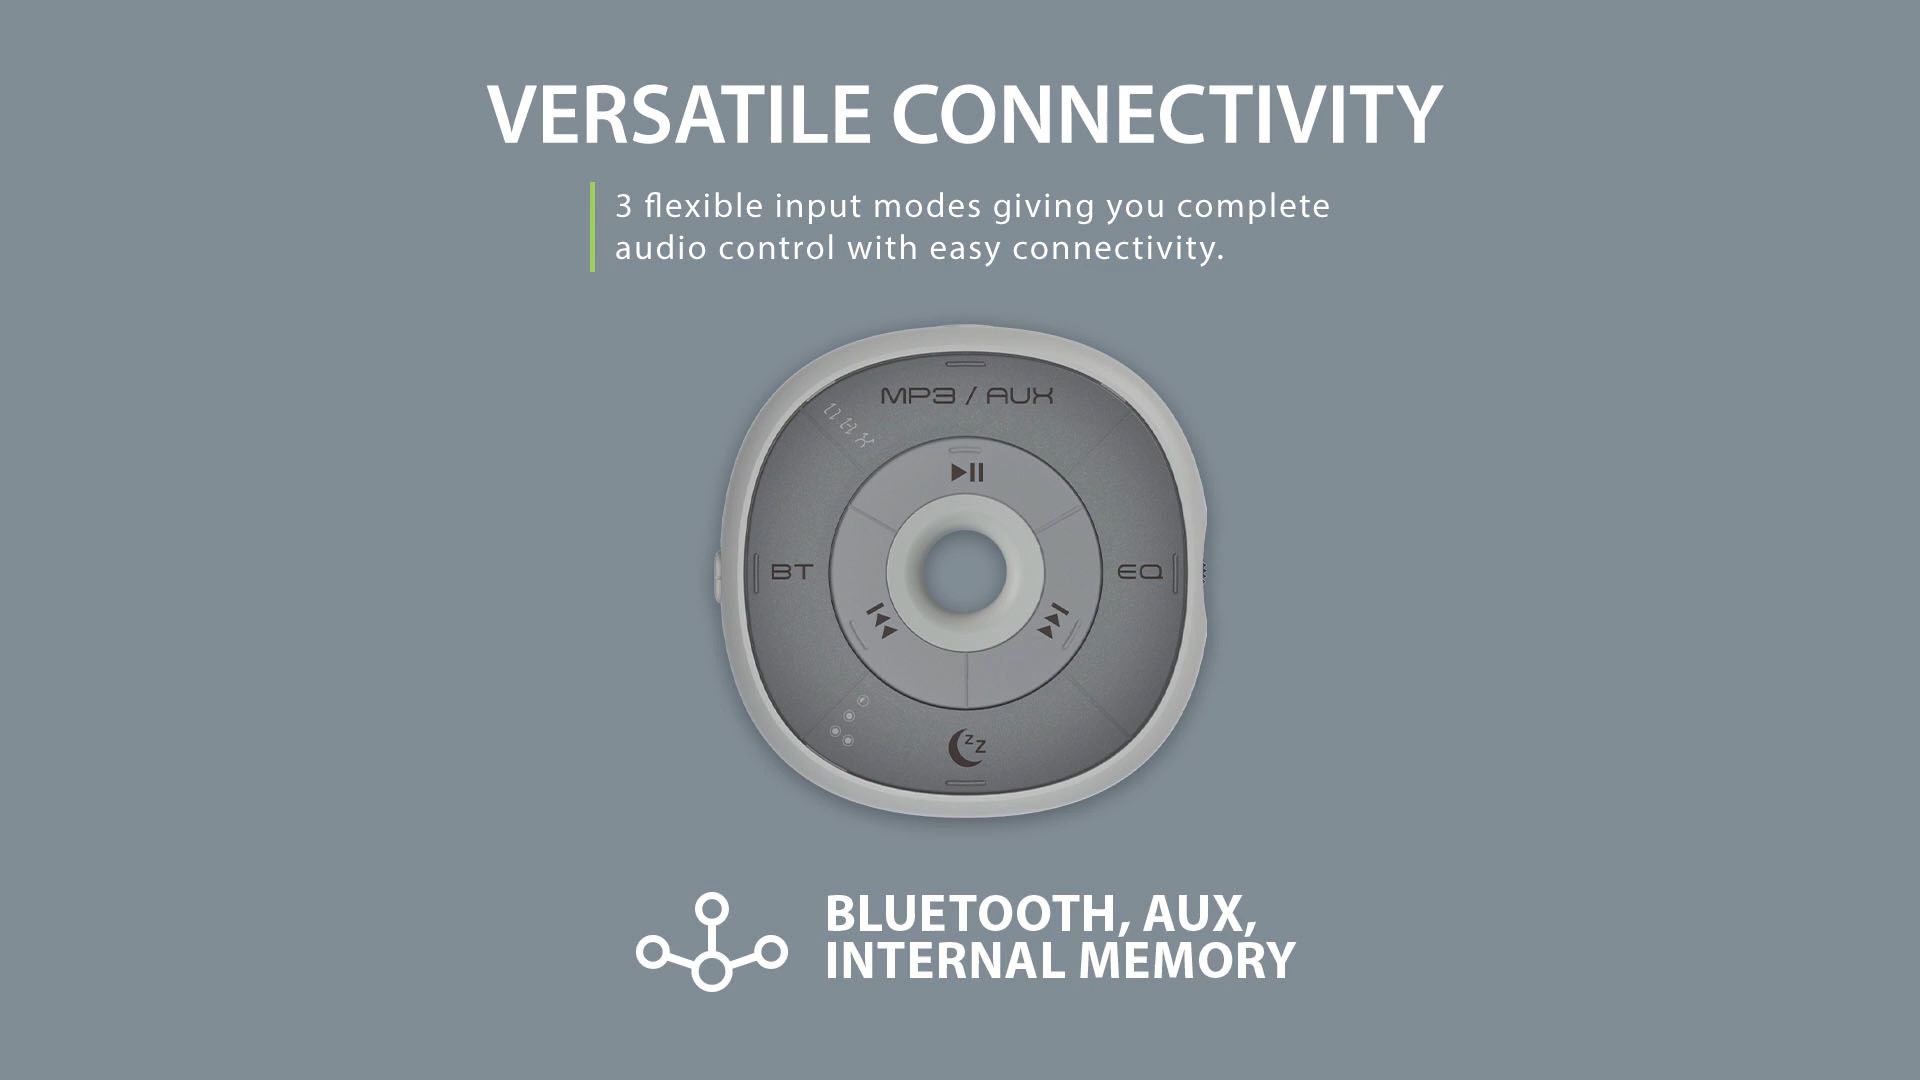 VERSATILE CONNECTIVITY
3 flexible input modes giving you complete
audio control with easy connectivity.
MP3 / AUX
BT
EQ
zz
BLUETOOTH, AUX,
INTERNAL MEMORY